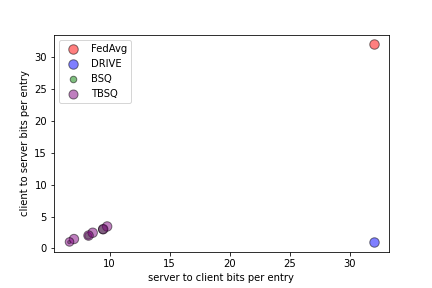 FedAvg
DRIVE
BSQ
TBSQ
client to server bits per entry
30
25
20
15
10
5
0
10
15
20
25
30
server to client bits per entry